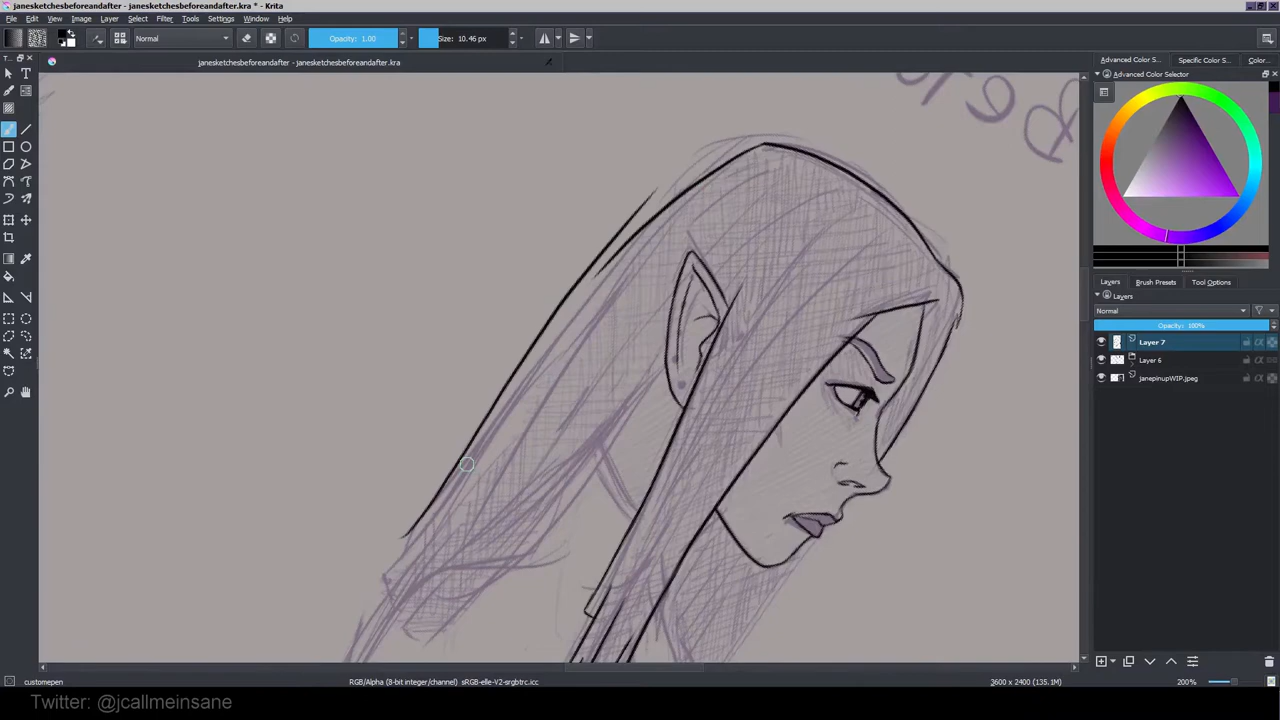 janesketchesbeforeandafter.kra * - Krita
File Edit View Image Layer Select Filter Tools Settings Window Help
Normal Opacity: 1.00 Size: 10.46 px
janesketchesbeforeandafter - janesketchesbeforeandafter.kra
T...
Advanced Color S... Specific Color S... Color...
Advanced Color Selector
Layers Brush Presets Tool Options
Layers
Normal
Opacity: 100%
Layer 7
Layer 6
janepinupWIP.jpeg
customepen RGB/Alpha (8-bit integer/channel) sRGB-elle-V2-srgbtrc.icc 3600 x 2400 (135.1M) 200%
Twitter: @jcallmeinsane